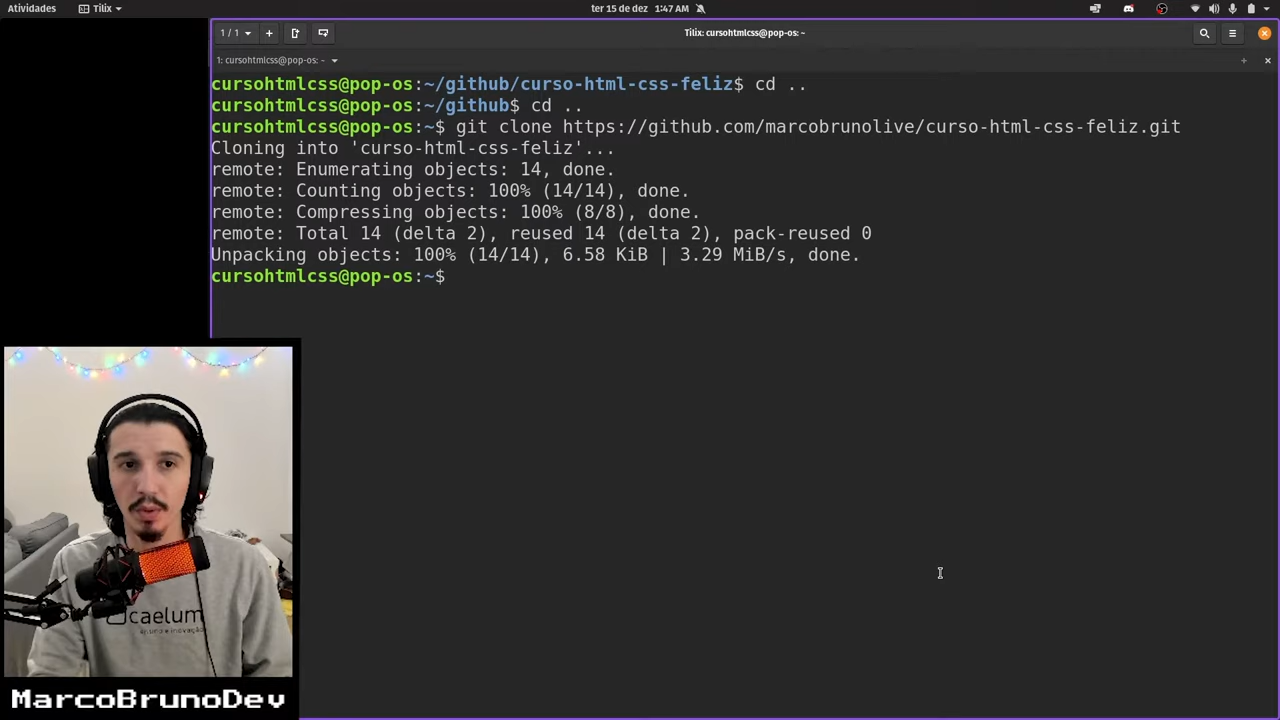 Atividades
Tilix
ter 15 de dez 1:47 AM
1 / 1
Tilix: cursohtmlcss@pop-os: ~
1: cursohtmlcss@pop-os: ~
cursohtmlcss@pop-os:~/github/curso-html-css-feliz$ cd ..
cursohtmlcss@pop-os:~/github$ cd ..
cursohtmlcss@pop-os:~$ git clone https://github.com/marcobrunolive/curso-html-css-feliz.git
Cloning into 'curso-html-css-feliz'...
remote: Enumerating objects: 14, done.
remote: Counting objects: 100% (14/14), done.
remote: Compressing objects: 100% (8/8), done.
remote: Total 14 (delta 2), reused 14 (delta 2), pack-reused 0
Unpacking objects: 100% (14/14), 6.58 KiB | 3.29 MiB/s, done.
cursohtmlcss@pop-os:~$
caelum
MarcoBrunoDev